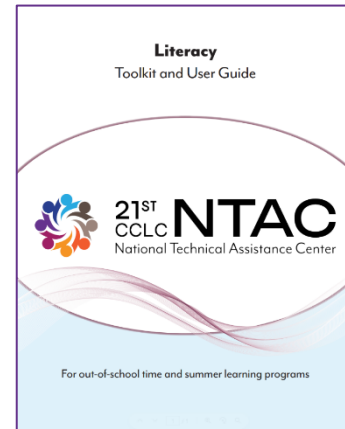 Literacy
Toolkit and User Guide
21ST
CCLC NTAC
National Technical Assistance Center
For out-of-school time and summer learning programs